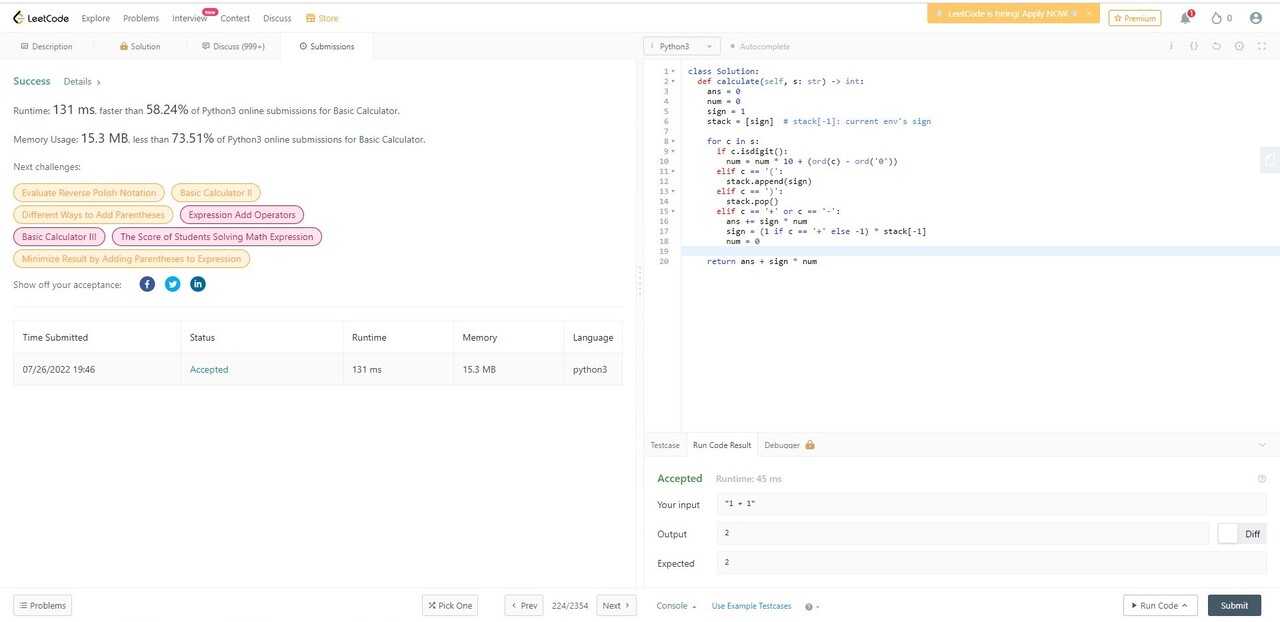 LeetCode Explore Problems Interview New Contest Discuss Store LeetCode is hiring! Apply NOW. × Premium 1 0
Description Solution Discuss (999+) Submissions
Success Details ›
Runtime: 131 ms, faster than 58.24% of Python3 online submissions for Basic Calculator.
Memory Usage: 15.3 MB, less than 73.51% of Python3 online submissions for Basic Calculator.
Next challenges:
Evaluate Reverse Polish Notation Basic Calculator II
Different Ways to Add Parentheses Expression Add Operators
Basic Calculator III The Score of Students Solving Math Expression
Minimize Result by Adding Parentheses to Expression
Show off your acceptance:
Time Submitted Status Runtime Memory Language
07/26/2022 19:46 Accepted 131 ms 15.3 MB python3
Problems Pick One ‹ Prev 224/2354 Next ›
i Python3 Autocomplete i {}
1 class Solution:
2 def calculate(self, s: str) -> int:
3 ans = 0
4 num = 0
5 sign = 1
6 stack = [sign] # stack[-1]: current env's sign
7
8 for c in s:
9 if c.isdigit():
10 num = num * 10 + (ord(c) - ord('0'))
11 elif c == '(':
12 stack.append(sign)
13 elif c == ')':
14 stack.pop()
15 elif c == '+' or c == '-':
16 ans += sign * num
17 sign = (1 if c == '+' else -1) * stack[-1]
18 num = 0
19
20 return ans + sign * num
Testcase Run Code Result Debugger
Accepted Runtime: 45 ms
Your input "1 + 1"
Output 2 Diff
Expected 2
Console Use Example Testcases ? Run Code Submit